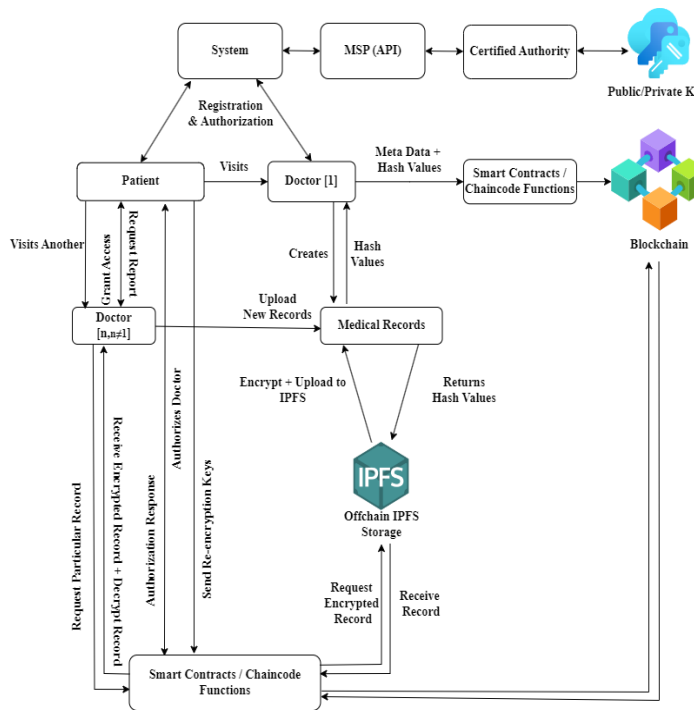 System
MSP (API)
Certified Authority
Public/Private K
Registration
& Authorization
Patient
Visits
Doctor [1]
Meta Data +
Hash Values
Smart Contracts /
Chaincode Functions
Blockchain
Visits Another
Grant Access
Request Report
Creates
Hash
Values
Doctor
[n,n≠1]
Upload
New Records
Medical Records
Encrypt + Upload to
IPFS
Returns
Hash Values
IPFS
Offchain IPFS
Storage
Request Particular Record
Receive Encrypted Record + Decrypt Record
Authorization Response
Authorizes Doctor
Send Re-encryption Keys
Request
Encrypted
Record
Receive
Record
Smart Contracts / Chaincode
Functions